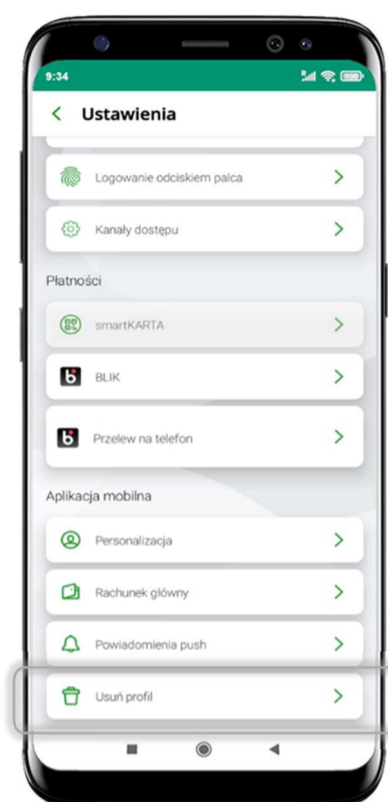 9:34
Ustawienia
Logowanie odciskiem palca
Kanały dostępu
Płatności
smartKARTA
BLIK
Przelew na telefon
Aplikacja mobilna
Personalizacja
Rachunek główny
Powiadomienia push
Usuń profil